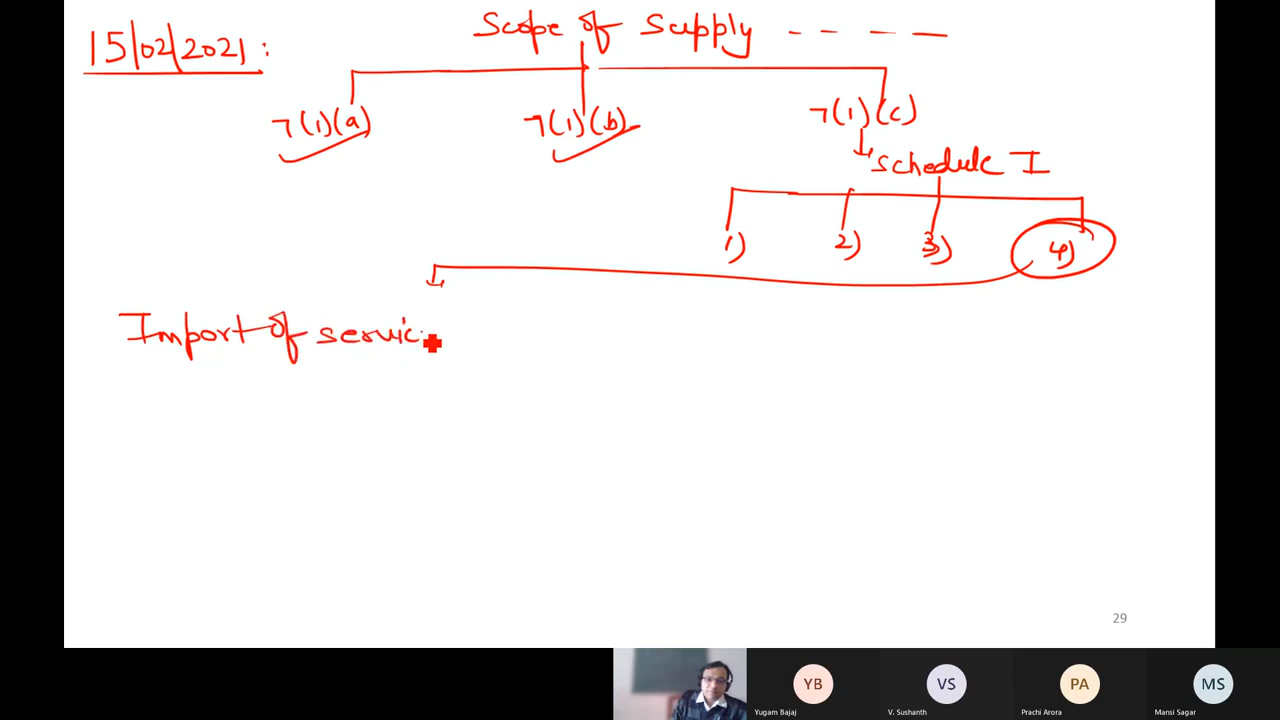 15/02/2021:
Scope of Supply - - - -
7(1)(a) 7(1)(b) 7(1)(c)
Schedule I
1) 2) 3) 4)
Import of servic
29
YB VS PA MS
Yugam Bajaj V. Sushanth Prachi Arora Mansi Sagar